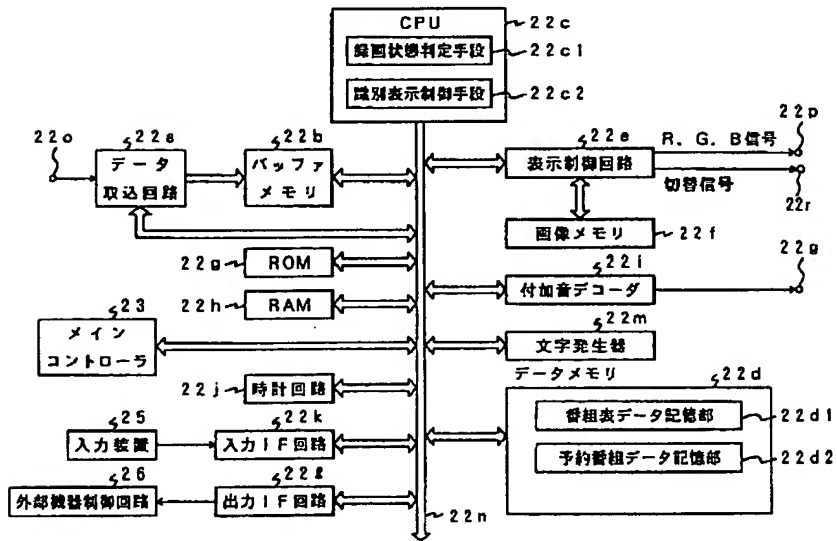 CPU
22c
録画状態判定手段
22c1
識別表示制御手段
22c2
22o
22a
データ
取込回路
22b
バッファ
メモリ
22e
表示制御回路
R、G、B信号
22p
切替信号
22r
画像メモリ
22f
22g
ROM
22i
付加音デコーダ
22q
22h
RAM
23
メイン
コントローラ
22m
文字発生器
22j
時計回路
データメモリ
22d
番組表データ記憶部
22d1
予約番組データ記憶部
22d2
25
入力装置
22k
入力IF回路
26
外部機器制御回路
22ℓ
出力IF回路
22n